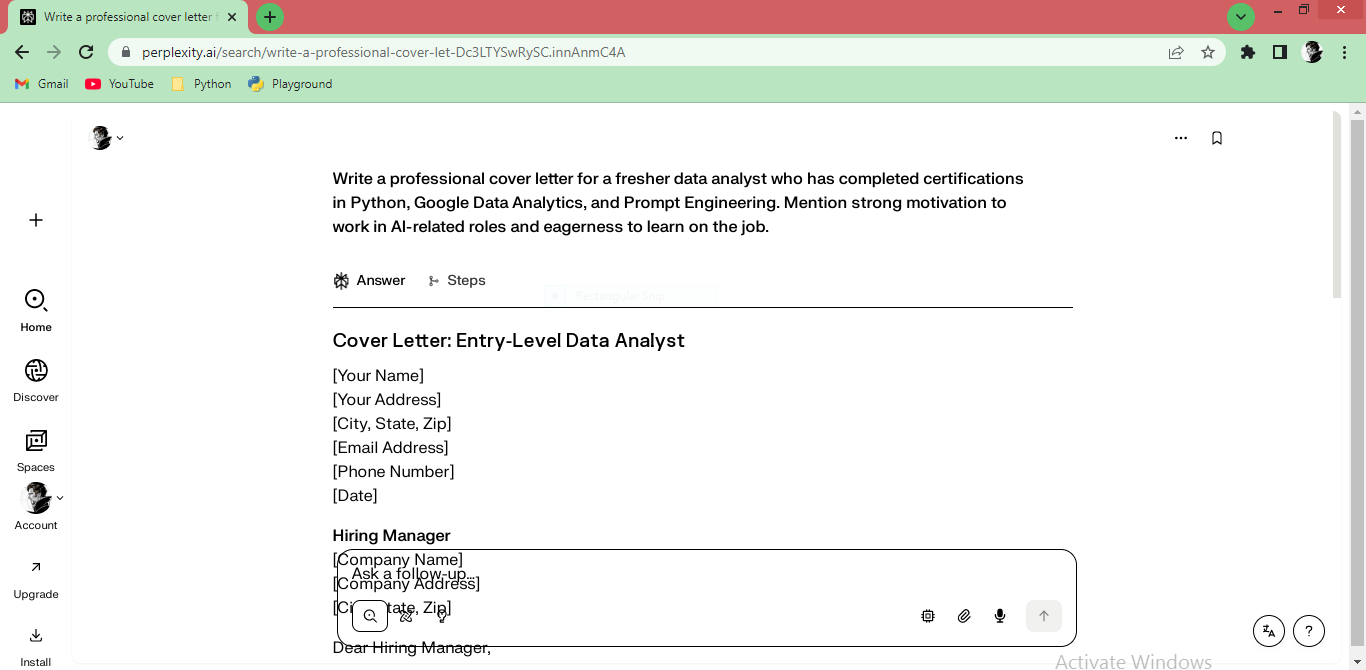 Write a professional cover letter f
perplexity.ai/search/write-a-professional-cover-let-Dc3LTYSwRySC.innAnmC4A
Gmail YouTube Python Playground
Write a professional cover letter for a fresher data analyst who has completed certifications
in Python, Google Data Analytics, and Prompt Engineering. Mention strong motivation to
work in AI-related roles and eagerness to learn on the job.
Answer Steps
Rectangular Snip
Home
Discover
Spaces
Account
Upgrade
Install
Cover Letter: Entry-Level Data Analyst
[Your Name]
[Your Address]
[City, State, Zip]
[Email Address]
[Phone Number]
[Date]
Hiring Manager
[Company Name]
Ask a follow-up...
[Company Address]
[City, State, Zip]
Dear Hiring Manager,
Activate Windows